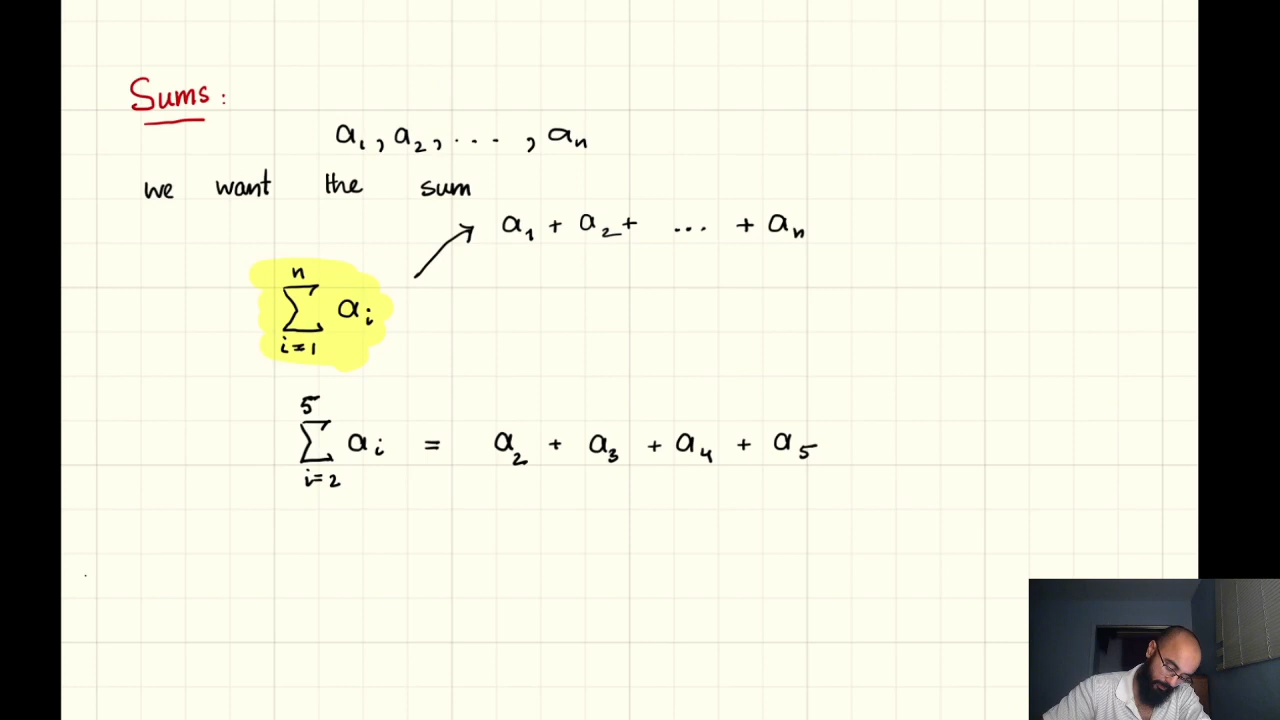 Sums:
a₁, a₂, ..., aₙ
we want the sum
a₁ + a₂ + ... + aₙ
n
∑ aᵢ
i=1
5
∑ aᵢ = a₂ + a₃ + a₄ + a₅
i=2